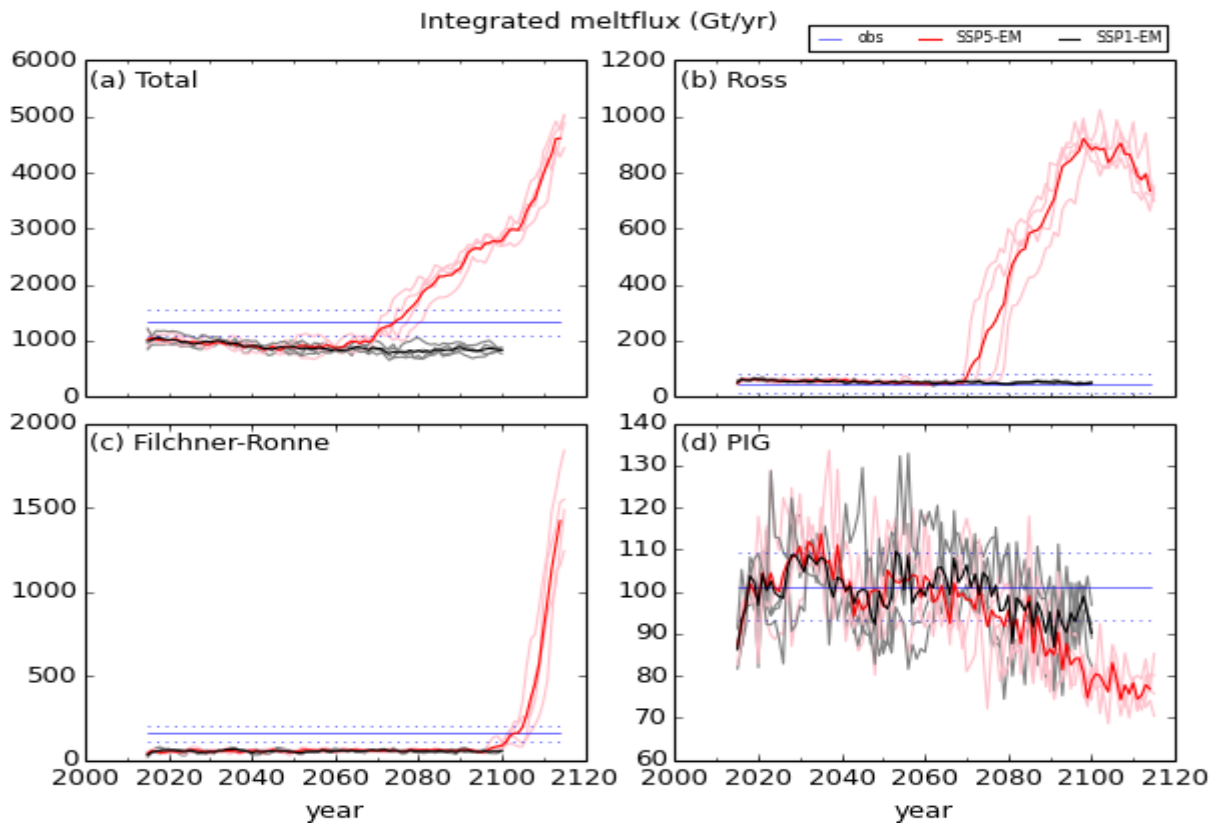 Integrated meltflux (Gt/yr)
obs SSP5-EM SSP1-EM
(a) Total
6000
5000
4000
3000
2000
1000
0
(b) Ross
1200
1000
800
600
400
200
0
(c) Filchner-Ronne
2000
1500
1000
500
0
2000 2020 2040 2060 2080 2100 2120
year
(d) PIG
140
130
120
110
100
90
80
70
60
2000 2020 2040 2060 2080 2100 2120
year